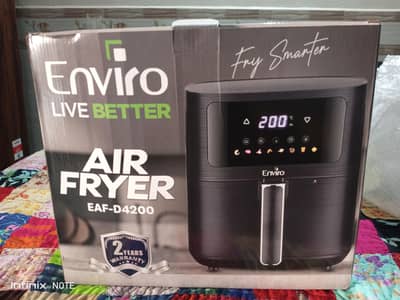 Enviro
LIVE BETTER
Fry Smarter
AIR
FRYER
EAF-D4200
2 YEARS
WARRANTY
200
Enviro
Infinix NOTE